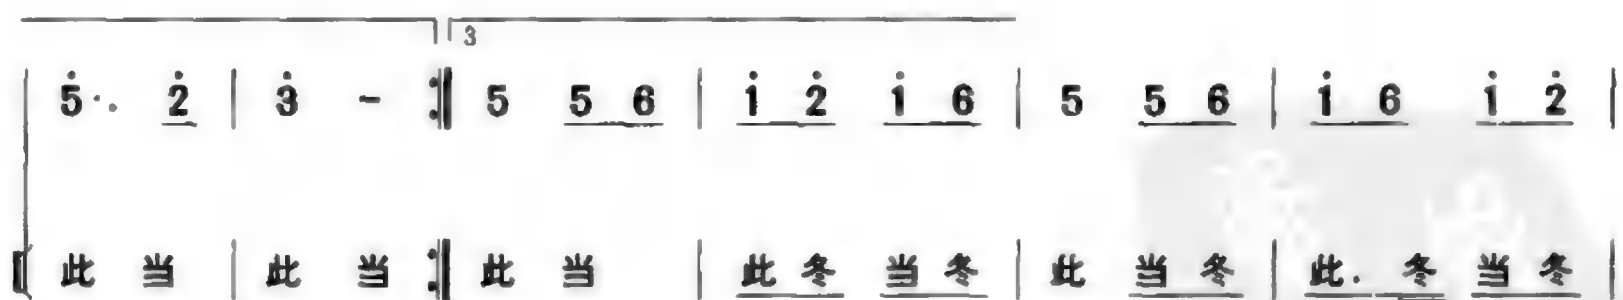 3
5̇·. 2̇ | 3̇ - :‖ 5 5 6 | 1̇ 2̇ 1̇ 6 | 5 5 6 | 1̇ 6 1̇ 2̇ |
此 当 | 此 当 :‖ 此 当 | 此 冬 当 冬 | 此 当 冬 | 此. 冬 当 冬 |